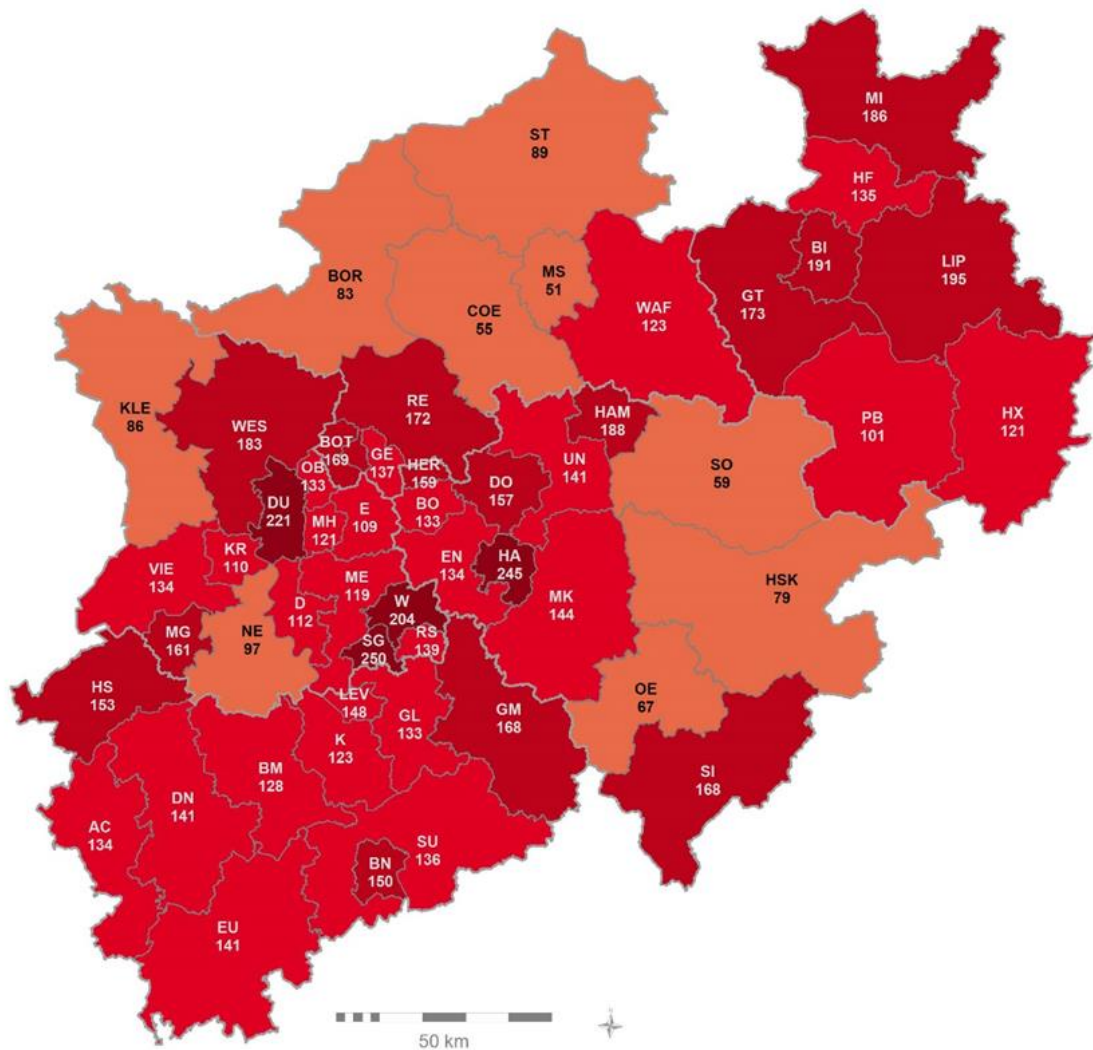 MI
186
ST
89
HF
135
BI
191
LIP
195
BOR
83
MS
51
COE
55
GT
173
WAF
123
KLE
86
WES
183
RE
172
HAM
188
PB
101
HX
121
BOT
169
GE
137
OB
133
HER
159
UN
141
SO
59
DO
157
DU
221
MH
121
E
109
BO
133
KR
110
VIE
134
EN
134
HA
245
ME
119
HSK
79
MK
144
D
112
W
204
MG
161
NE
97
SG
250
RS
139
HS
153
LEV
148
GL
133
GM
168
OE
67
K
123
BM
128
SI
168
DN
141
AC
134
SU
136
BN
150
EU
141
50 km